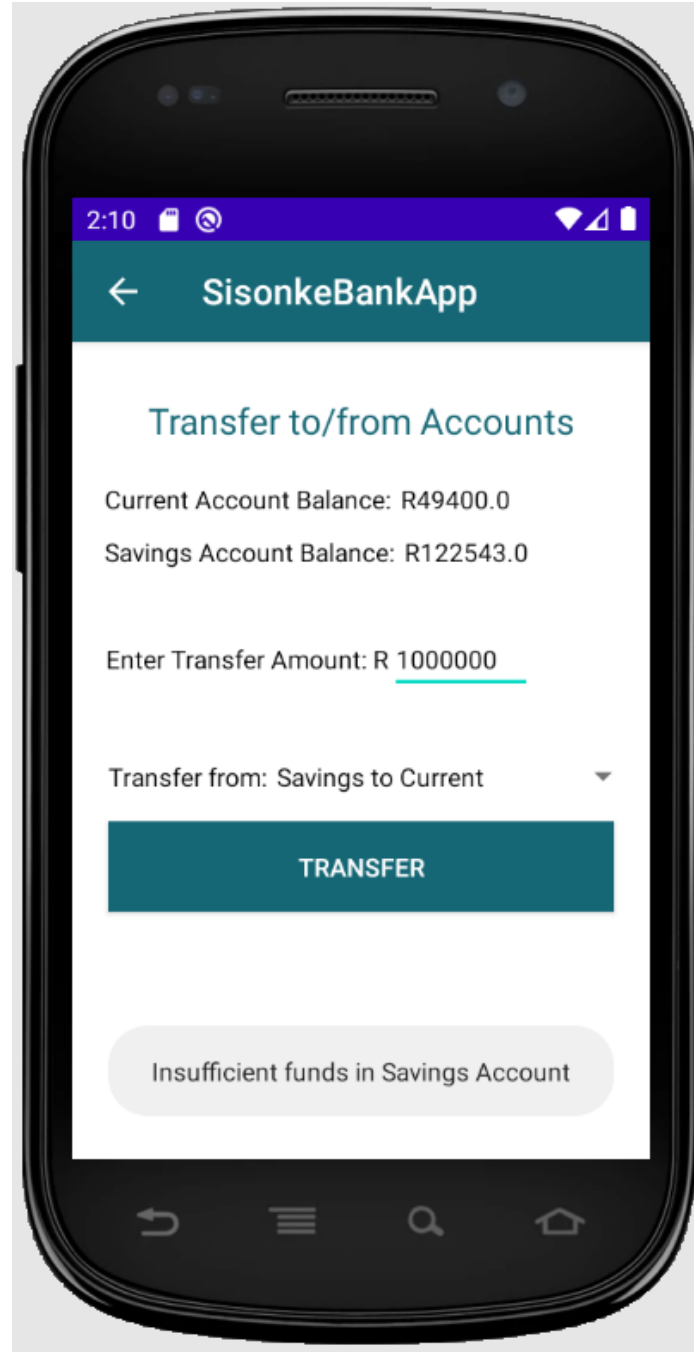 2:10
SisonkeBankApp
Transfer to/from Accounts
Current Account Balance: R49400.0
Savings Account Balance: R122543.0
Enter Transfer Amount: R 1000000
Transfer from: Savings to Current
TRANSFER
Insufficient funds in Savings Account